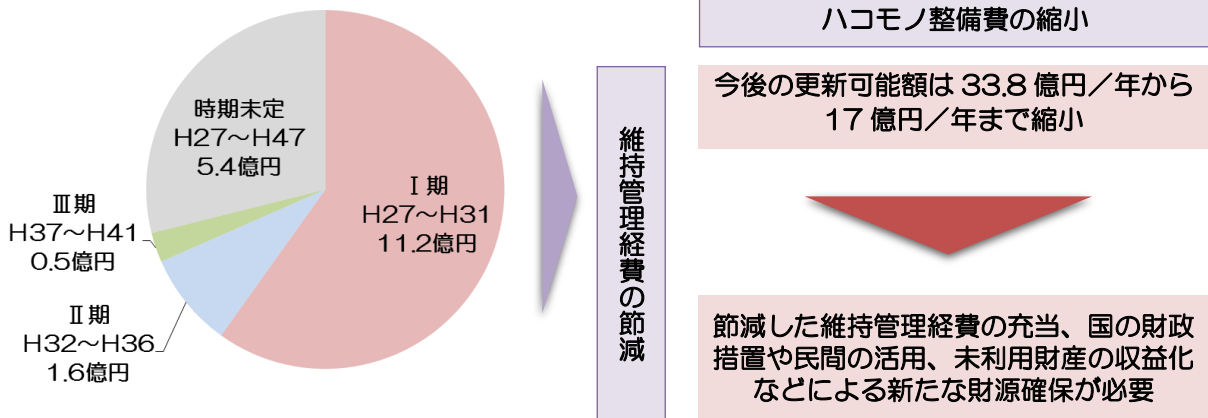 時期未定
H27～H47
5.4億円
Ⅰ期
H27～H31
11.2億円
Ⅲ期
H37～H41
0.5億円
Ⅱ期
H32～H36
1.6億円
維持管理経費の節減
ハコモノ整備費の縮小
今後の更新可能額は 33.8 億円／年から
17 億円／年まで縮小
節減した維持管理経費の充当、国の財政
措置や民間の活用、未利用財産の収益化
などによる新たな財源確保が必要